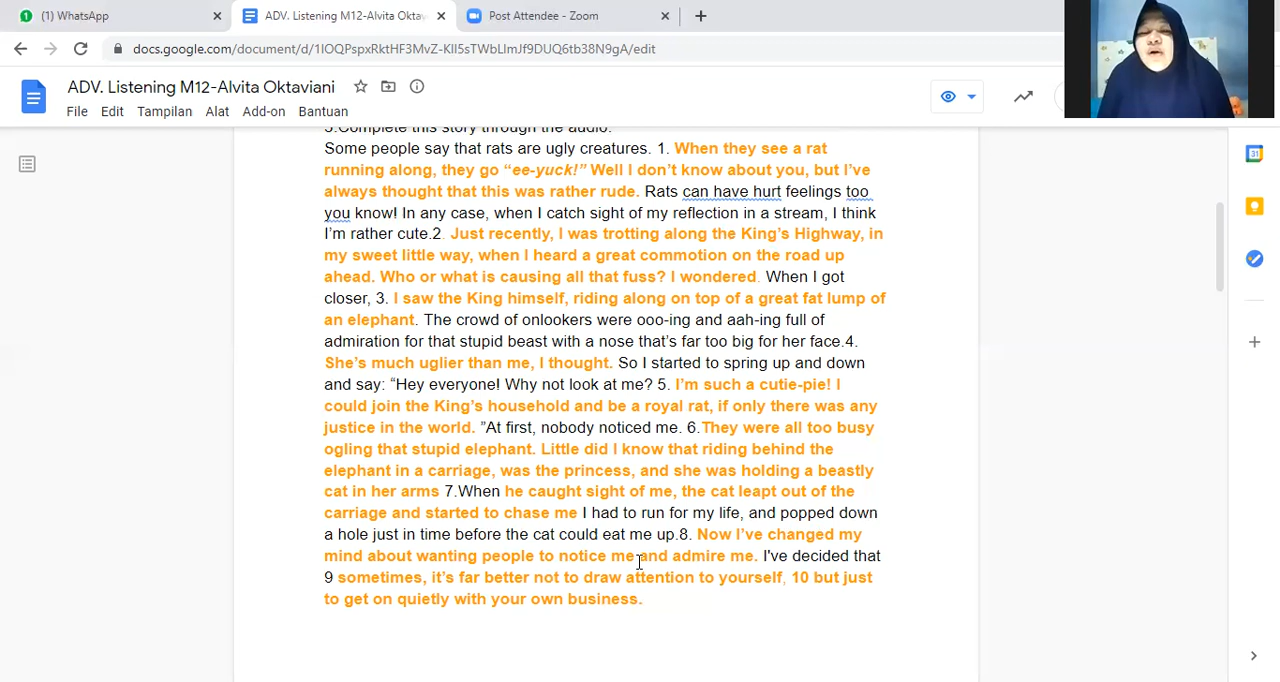 (1) WhatsApp
ADV. Listening M12-Alvita Oktav
Post Attendee - Zoom
docs.google.com/document/d/1IOQPspxRktHF3MvZ-KlI5sTWbLlmJf9DUQ6tb38N9gA/edit
ADV. Listening M12-Alvita Oktaviani
File Edit Tampilan Alat Add-on Bantuan
5.Complete this story through the audio.
Some people say that rats are ugly creatures. 1. When they see a rat
running along, they go “ee-yuck!” Well I don’t know about you, but I’ve
always thought that this was rather rude. Rats can have hurt feelings too
you know! In any case, when I catch sight of my reflection in a stream, I think
I’m rather cute.2. Just recently, I was trotting along the King’s Highway, in
my sweet little way, when I heard a great commotion on the road up
ahead. Who or what is causing all that fuss? I wondered. When I got
closer, 3. I saw the King himself, riding along on top of a great fat lump of
an elephant. The crowd of onlookers were ooo-ing and aah-ing full of
admiration for that stupid beast with a nose that’s far too big for her face.4.
She’s much uglier than me, I thought. So I started to spring up and down
and say: “Hey everyone! Why not look at me? 5. I’m such a cutie-pie! I
could join the King’s household and be a royal rat, if only there was any
justice in the world. ”At first, nobody noticed me. 6.They were all too busy
ogling that stupid elephant. Little did I know that riding behind the
elephant in a carriage, was the princess, and she was holding a beastly
cat in her arms 7.When he caught sight of me, the cat leapt out of the
carriage and started to chase me I had to run for my life, and popped down
a hole just in time before the cat could eat me up.8. Now I’ve changed my
mind about wanting people to notice me and admire me. I've decided that
9 sometimes, it’s far better not to draw attention to yourself, 10 but just
to get on quietly with your own business.
31